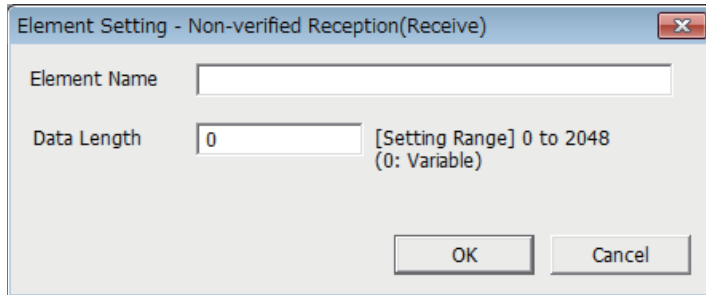 Element Setting - Non-verified Reception(Receive)
Element Name
Data Length 0 [Setting Range] 0 to 2048
(0: Variable)
OK Cancel